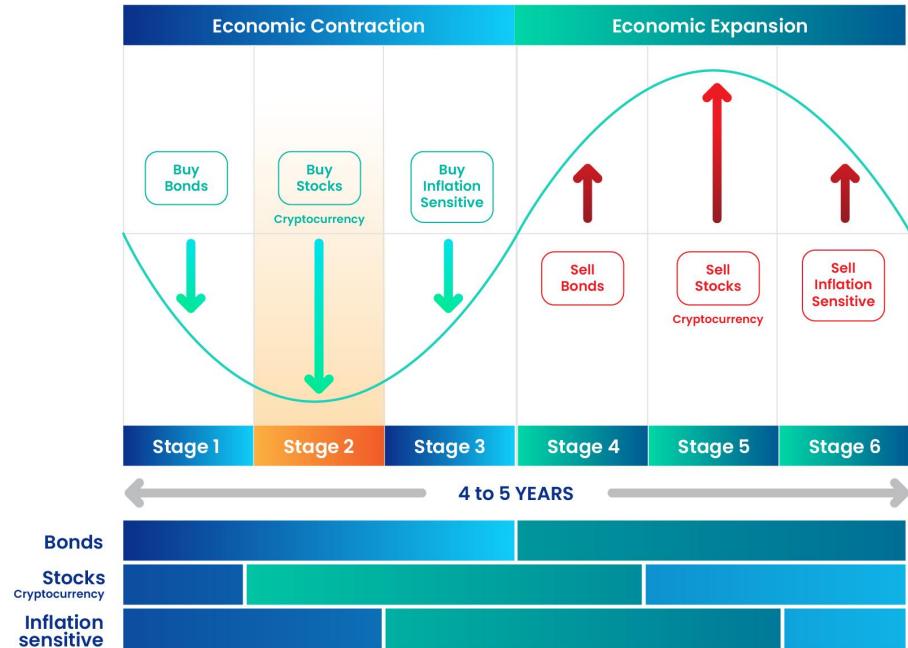 Economic Contraction
Economic Expansion
Buy
Bonds
Buy
Stocks
Cryptocurrency
Buy
Inflation
Sensitive
Sell
Bonds
Sell
Stocks
Cryptocurrency
Sell
Inflation
Sensitive
Stage 1
Stage 2
Stage 3
Stage 4
Stage 5
Stage 6
4 to 5 YEARS
Bonds
Stocks
Cryptocurrency
Inflation
sensitive